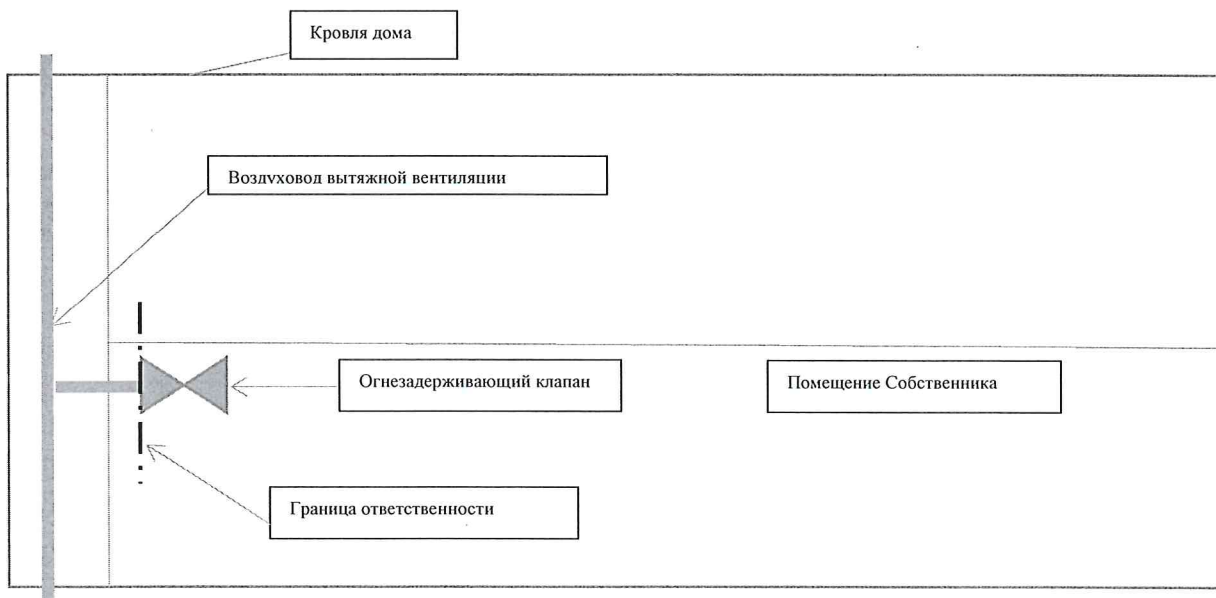 Кровля дома
Воздуховод вытяжной вентиляции
Огнезадерживающий клапан
Помещение Собственника
Граница ответственности